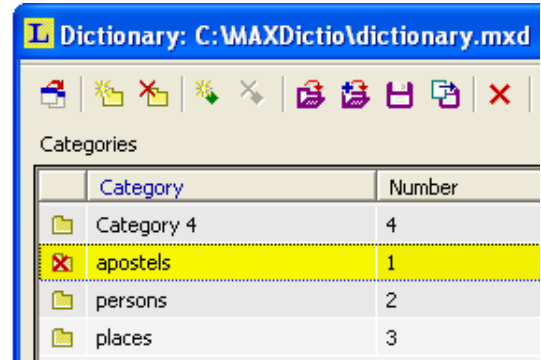 L Dictionary: C:\MAXDictio\dictionary.mxd
Categories
Category Number
Category 4 4
apostels 1
persons 2
places 3